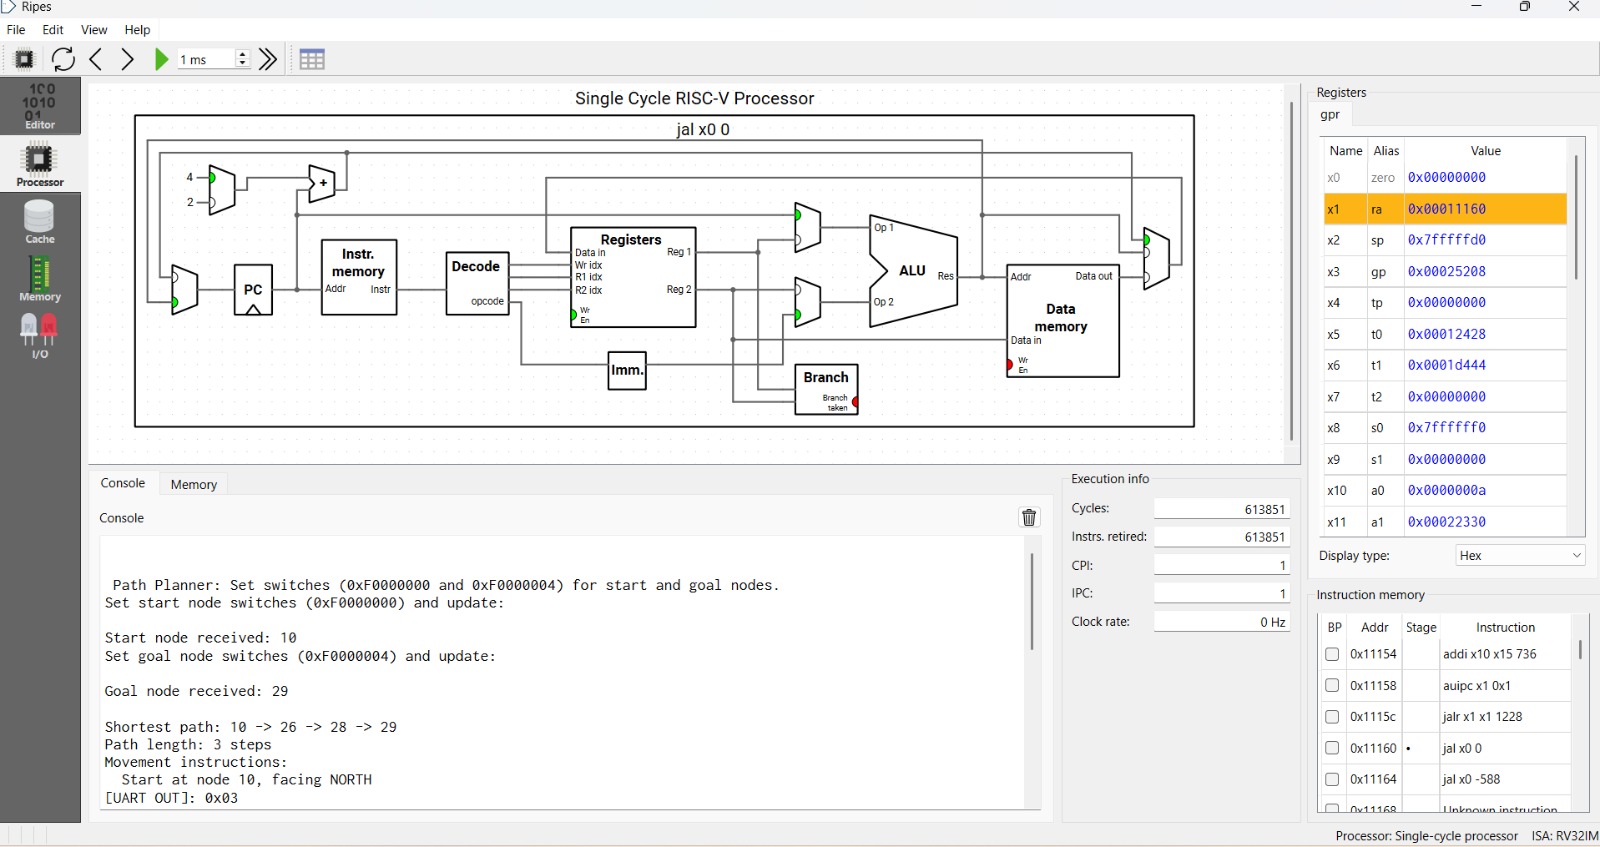 Ripes
File Edit View Help
1 ms
100
1010
01
Editor
Processor
Cache
Memory
I/O
Single Cycle RISC-V Processor
jal x0 0
4
2
+
PC
Instr.
memory
Addr Instr
Decode
opcode
Registers
Data in Reg 1
Wr idx
R1 idx
R2 idx Reg 2
Wr
En
Imm.
Op 1
ALU Res
Op 2
Branch
Branch
taken
Addr Data out
Data
memory
Data in
Wr
En
Console Memory
Console
Path Planner: Set switches (0xF0000000 and 0xF0000004) for start and goal nodes.
Set start node switches (0xF0000000) and update:
Start node received: 10
Set goal node switches (0xF0000004) and update:
Goal node received: 29
Shortest path: 10 -> 26 -> 28 -> 29
Path length: 3 steps
Movement instructions:
Start at node 10, facing NORTH
[UART OUT]: 0x03
Execution info
Cycles: 613851
Instrs. retired: 613851
CPI: 1
IPC: 1
Clock rate: 0 Hz
Registers
gpr
Name Alias Value
x0 zero 0x00000000
x1 ra 0x00011160
x2 sp 0x7fffffd0
x3 gp 0x00025208
x4 tp 0x00000000
x5 t0 0x00012428
x6 t1 0x0001d444
x7 t2 0x00000000
x8 s0 0x7ffffff0
x9 s1 0x00000000
x10 a0 0x0000000a
x11 a1 0x00022330
Display type: Hex
Instruction memory
BP Addr Stage Instruction
0x11154 addi x10 x15 736
0x11158 auipc x1 0x1
0x1115c jalr x1 x1 1228
0x11160 • jal x0 0
0x11164 jal x0 -588
0x11168 Unknown instruction
Processor: Single-cycle processor ISA: RV32IM